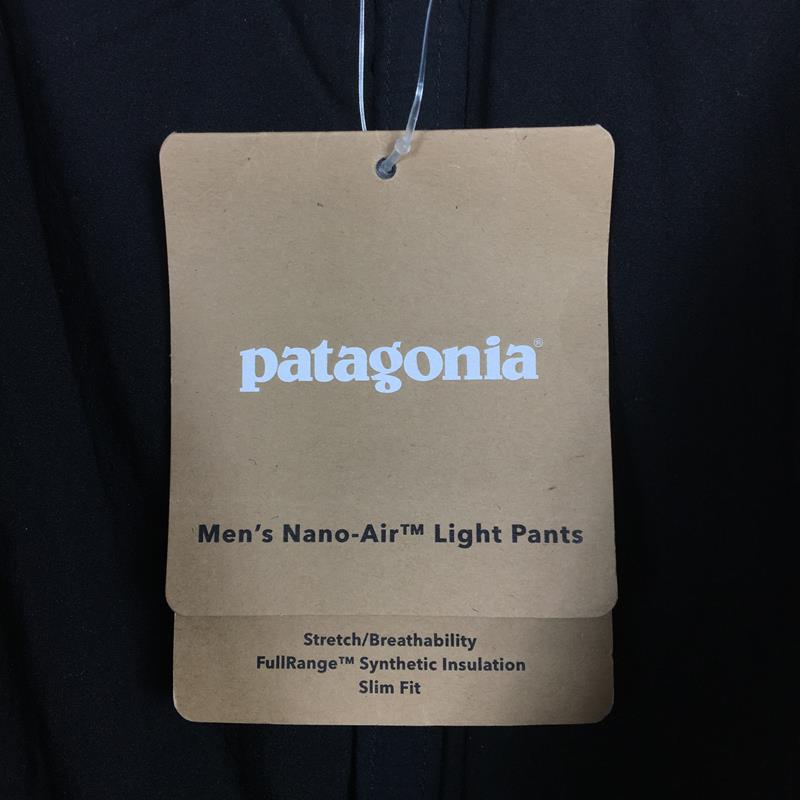 patagonia®
Men's Nano-Air™ Light Pants
Stretch/Breathability
FullRange™ Synthetic Insulation
Slim Fit